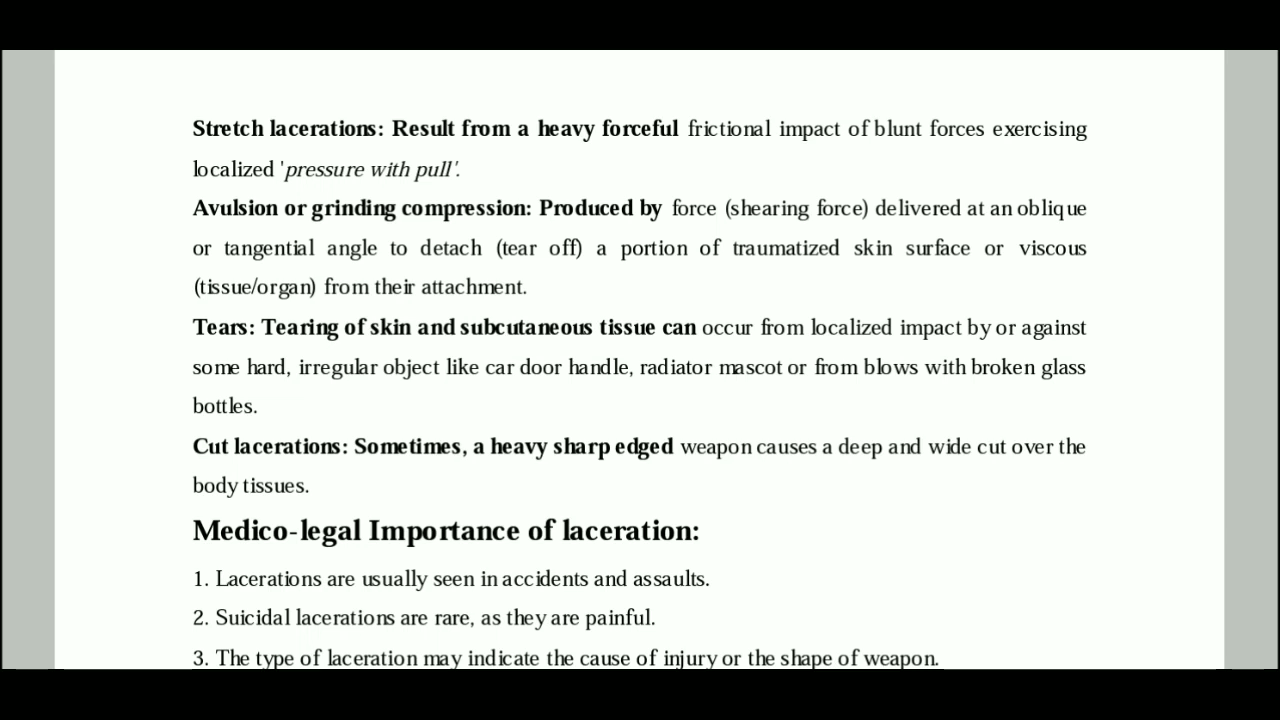 Stretch lacerations: Result from a heavy forceful frictional impact of blunt forces exercising
localized 'pressure with pull'.
Avulsion or grinding compression: Produced by force (shearing force) delivered at an oblique
or tangential angle to detach (tear off) a portion of traumatized skin surface or viscous
(tissue/organ) from their attachment.
Tears: Tearing of skin and subcutaneous tissue can occur from localized impact by or against
some hard, irregular object like car door handle, radiator mascot or from blows with broken glass
bottles.
Cut lacerations: Sometimes, a heavy sharp edged weapon causes a deep and wide cut over the
body tissues.
Medico-legal Importance of laceration:
1. Lacerations are usually seen in accidents and assaults.
2. Suicidal lacerations are rare, as they are painful.
3. The type of laceration may indicate the cause of injury or the shape of weapon.